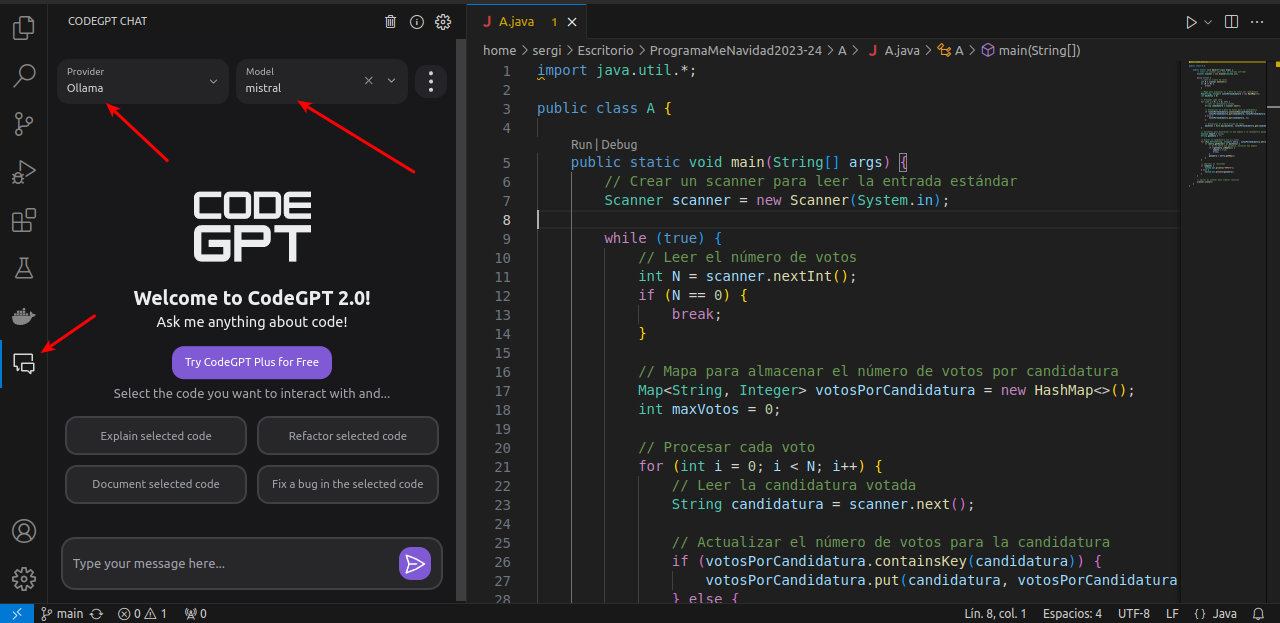 CODEGPT CHAT
Provider
Ollama
Model
mistral
CODE
GPT
Welcome to CodeGPT 2.0!
Ask me anything about code!
Try CodeGPT Plus for Free
Select the code you want to interact with and...
Explain selected code
Refactor selected code
Document selected code
Fix a bug in the selected code
Type your message here...
J A.java 1
home > sergi > Escritorio > ProgramaMeNavidad2023-24 > A > J A.java > A > main(String[])
1 import java.util.*;
2
3 public class A {
4
Run | Debug
5 public static void main(String[] args) {
6 // Crear un scanner para leer la entrada estándar
7 Scanner scanner = new Scanner(System.in);
8
9 while (true) {
10 // Leer el número de votos
11 int N = scanner.nextInt();
12 if (N == 0) {
13 break;
14 }
15
16 // Mapa para almacenar el número de votos por candidatura
17 Map<String, Integer> votosPorCandidatura = new HashMap<>();
18 int maxVotos = 0;
19
20 // Procesar cada voto
21 for (int i = 0; i < N; i++) {
22 // Leer la candidatura votada
23 String candidatura = scanner.next();
24
25 // Actualizar el número de votos para la candidatura
26 if (votosPorCandidatura.containsKey(candidatura)) {
27 votosPorCandidatura.put(candidatura, votosPorCandidatura
28 } else {
main 0 1 0 Lín. 8, col. 1 Espacios: 4 UTF-8 LF { } Java